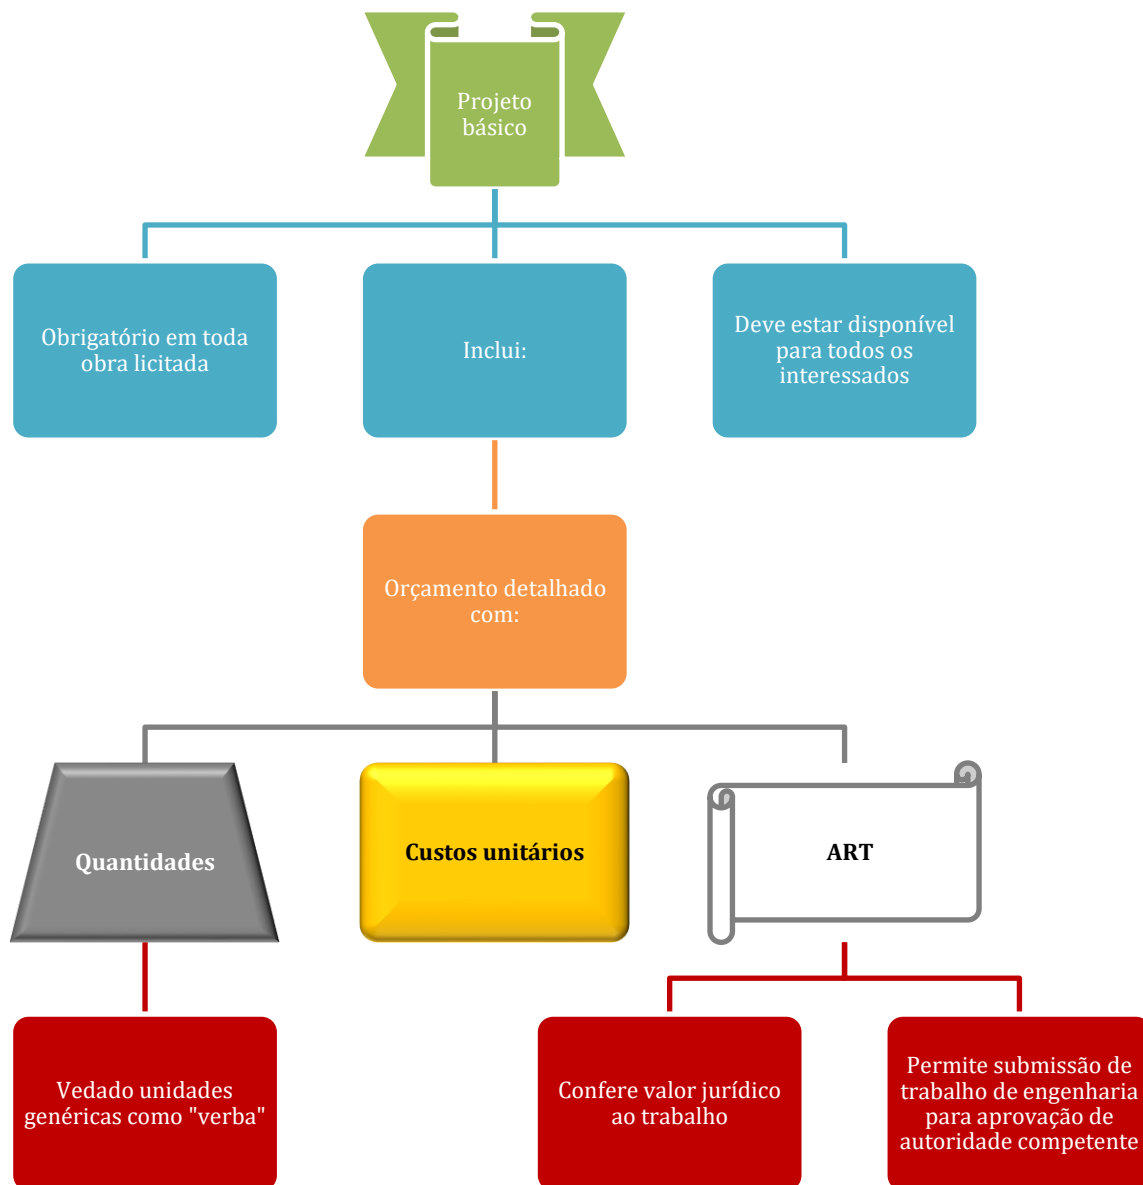 Projeto
básico
Obrigatório em toda
obra licitada
Inclui:
Deve estar disponível
para todos os
interessados
Orçamento detalhado
com:
Quantidades
Custos unitários
ART
Vedado unidades
genéricas como "verba"
Confere valor jurídico
ao trabalho
Permite submissão de
trabalho de engenharia
para aprovação de
autoridade competente